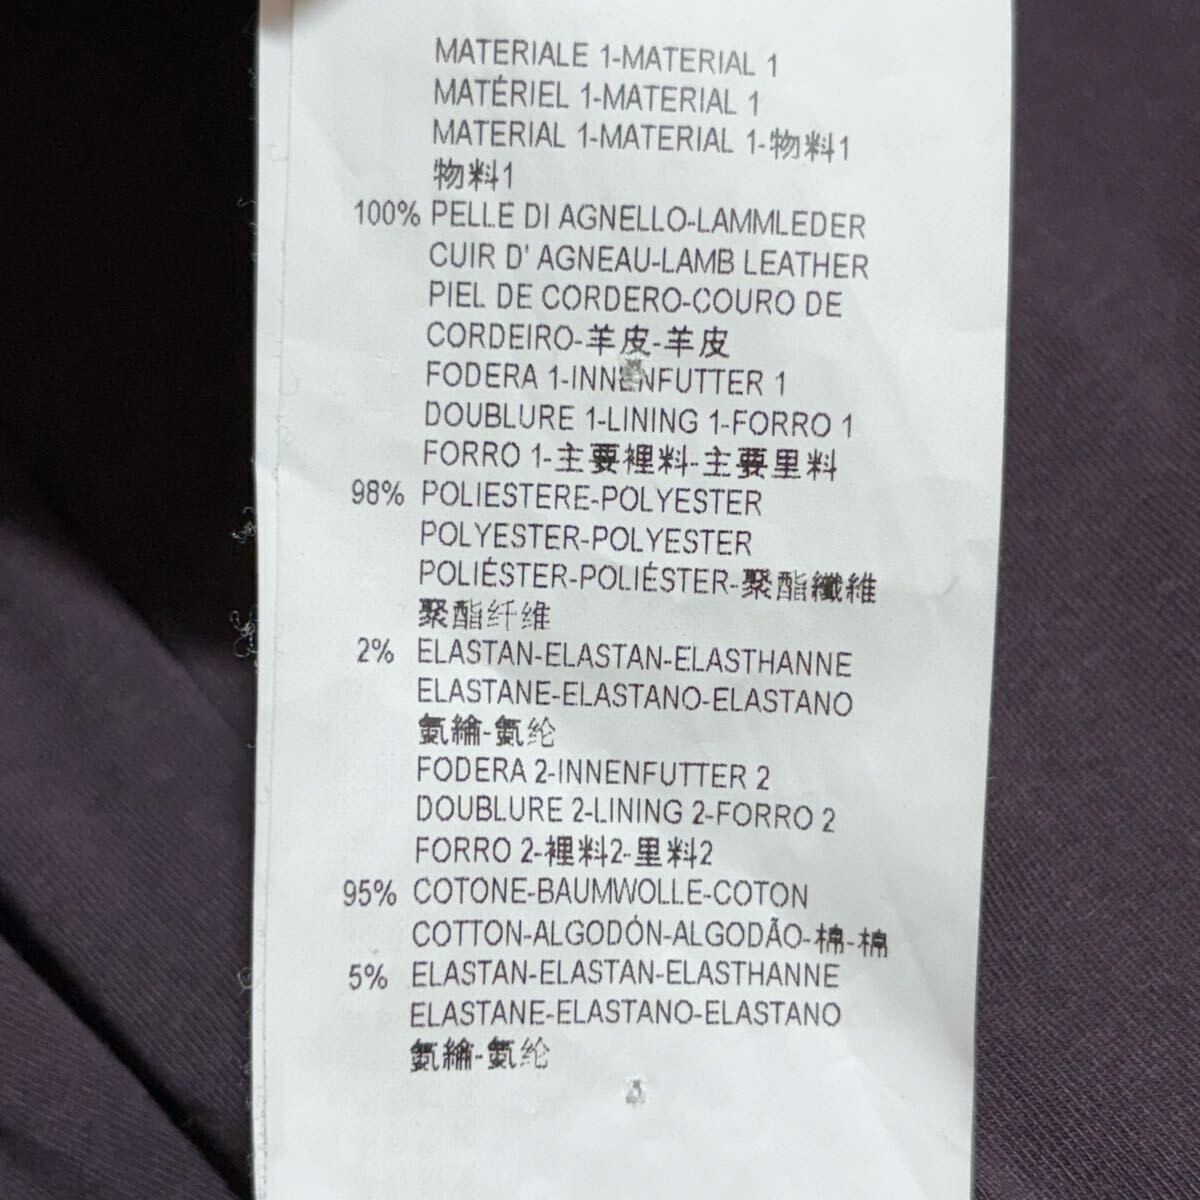 MATERIALE 1-MATERIAL 1
MATÉRIEL 1-MATERIAL 1
MATERIAL 1-MATERIAL 1-物料1
物料1
100% PELLE DI AGNELLO-LAMMLEDER
CUIR D' AGNEAU-LAMB LEATHER
PIEL DE CORDERO-COURO DE
CORDEIRO-羊皮-羊皮
FODERA 1-INNENFUTTER 1
DOUBLURE 1-LINING 1-FORRO 1
FORRO 1-主要裡料-主要里料
98% POLIESTERE-POLYESTER
POLYESTER-POLYESTER
POLIÉSTER-POLIÉSTER-聚酯纖維
聚酯纤维
2% ELASTAN-ELASTAN-ELASTHANNE
ELASTANE-ELASTANO-ELASTANO
氨綸-氨纶
FODERA 2-INNENFUTTER 2
DOUBLURE 2-LINING 2-FORRO 2
FORRO 2-裡料2-里料2
95% COTONE-BAUMWOLLE-COTON
COTTON-ALGODÓN-ALGODÃO-棉-棉
5% ELASTAN-ELASTAN-ELASTHANNE
ELASTANE-ELASTANO-ELASTANO
氨綸-氨纶